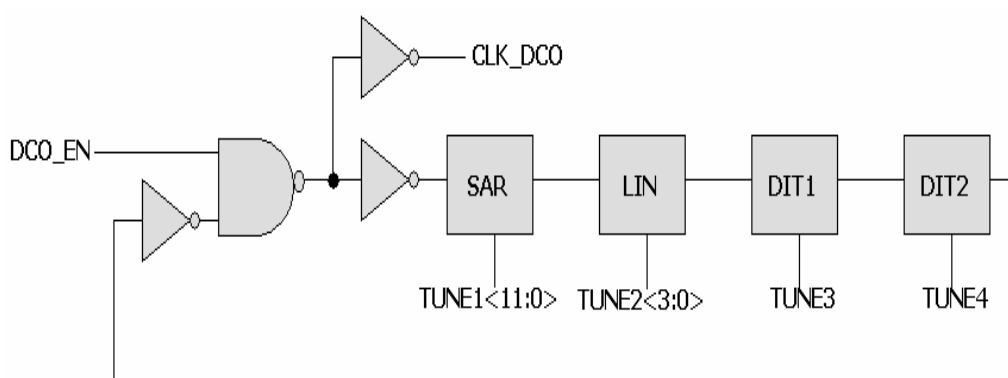 CLK_DCO
DCO_EN
SAR
LIN
DIT1
DIT2
TUNE1<11:0>
TUNE2<3:0>
TUNE3
TUNE4